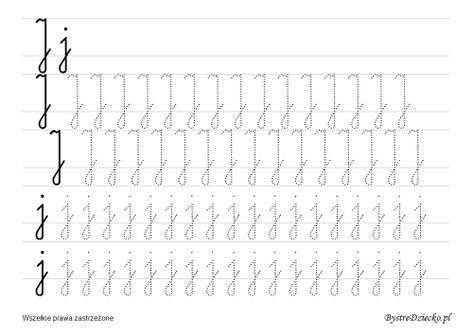 J j
J J J J J J J J J J J J J J J J
J J J J J J J J J J J J J J J J
j j j j j j j j j j j j j j j j j j j
j j j j j j j j j j j j j j j j j j j
Wszelkie prawa zastrzeżone BystreDziecko.pl